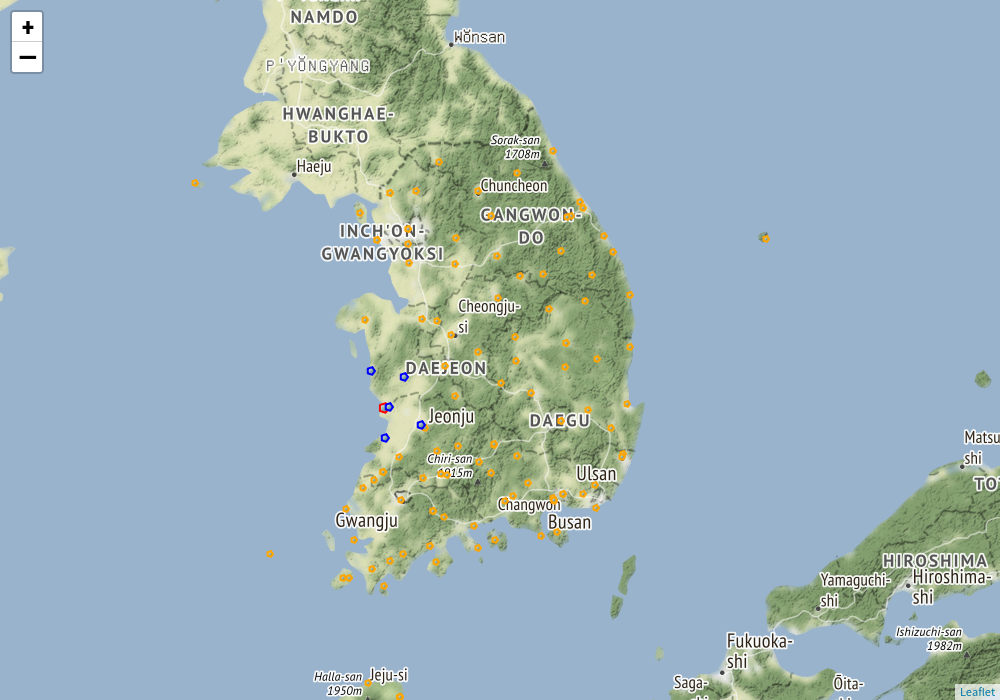 +
−
NAMDO
Wŏnsan
P'YŎNGYANG
HWANGHAE-
BUKTO
Sorak-san
1708m
Haeju
Chuncheon
GANGWON-
DO
INCH'ON-
GWANGYOKSI
Cheongju-
si
DAEJEON
Jeonju
DAEGU
Chiri-san
1915m
Ulsan
Changwon
Gwangju
Busan
Matsu
shi
TO
HIROSHIMA
Yamaguchi-
shi
Hiroshima-
shi
Ishizuchi-san
1982m
Fukuoka-
shi
Halla-san
1950m
Jeju-si
Saga-
Ōita-
Leaflet